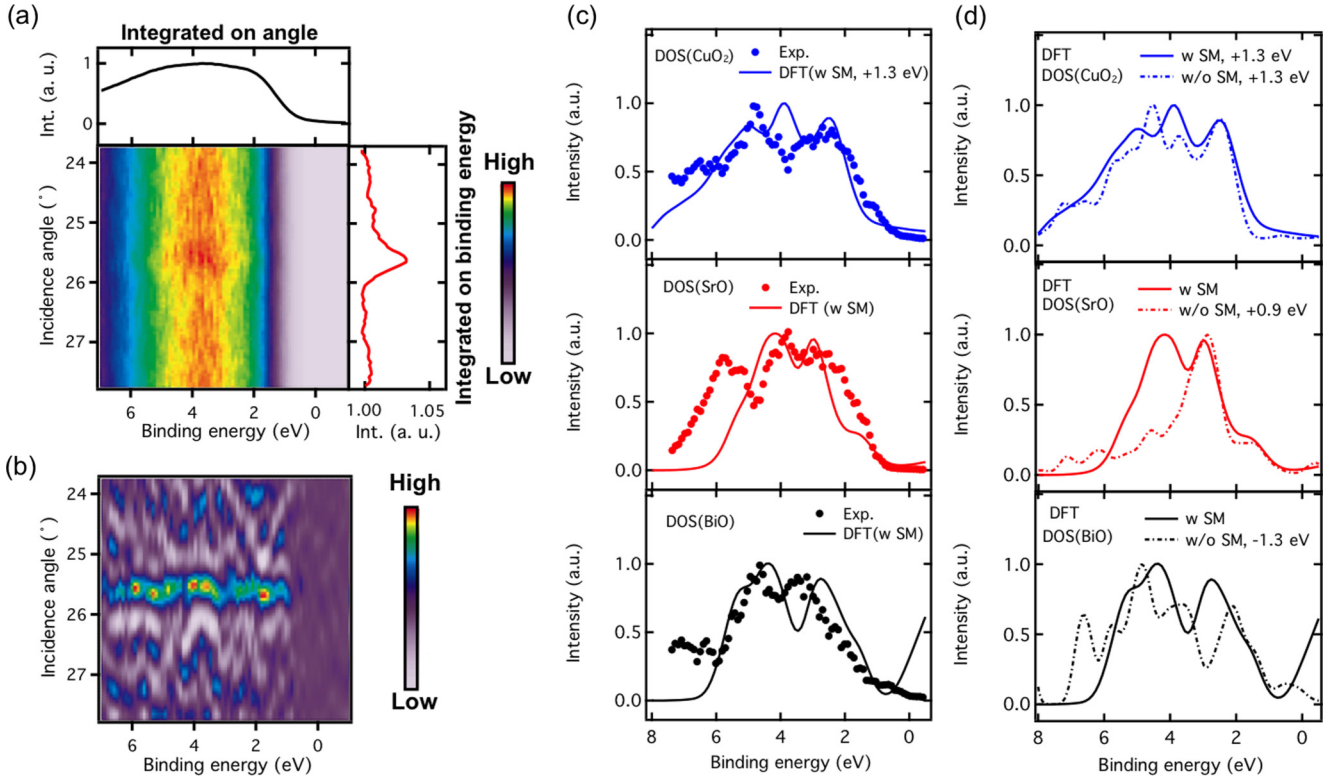 (a)
Integrated on angle
Int. (a. u.)
1
0
24
25
26
27
Incidence angle (°)
6
4
2
0
Binding energy (eV)
1.00
1.05
Int. (a. u.)
Integrated on binding energy
High
Low
(b)
24
25
26
27
Incidence angle (°)
6
4
2
0
Binding energy (eV)
High
Low
(c)
DOS(CuO₂)
Exp.
DFT(w SM, +1.3 eV)
Intensity (a.u.)
1.0
0.5
0.0
DOS(SrO)
Exp.
DFT (w SM)
Intensity (a.u.)
1.0
0.5
0.0
DOS(BiO)
Exp.
DFT(w SM)
Intensity (a.u.)
1.0
0.5
0.0
8
6
4
2
0
Binding energy (eV)
(d)
DFT
DOS(CuO₂)
w SM, +1.3 eV
w/o SM, +1.3 eV
Intensity (a.u.)
1.0
0.5
0.0
DFT
DOS(SrO)
w SM
w/o SM, +0.9 eV
Intensity (a.u.)
1.0
0.5
0.0
DFT
DOS(BiO)
w SM
w/o SM, -1.3 eV
Intensity (a.u.)
1.0
0.5
0.0
8
6
4
2
0
Binding energy (eV)